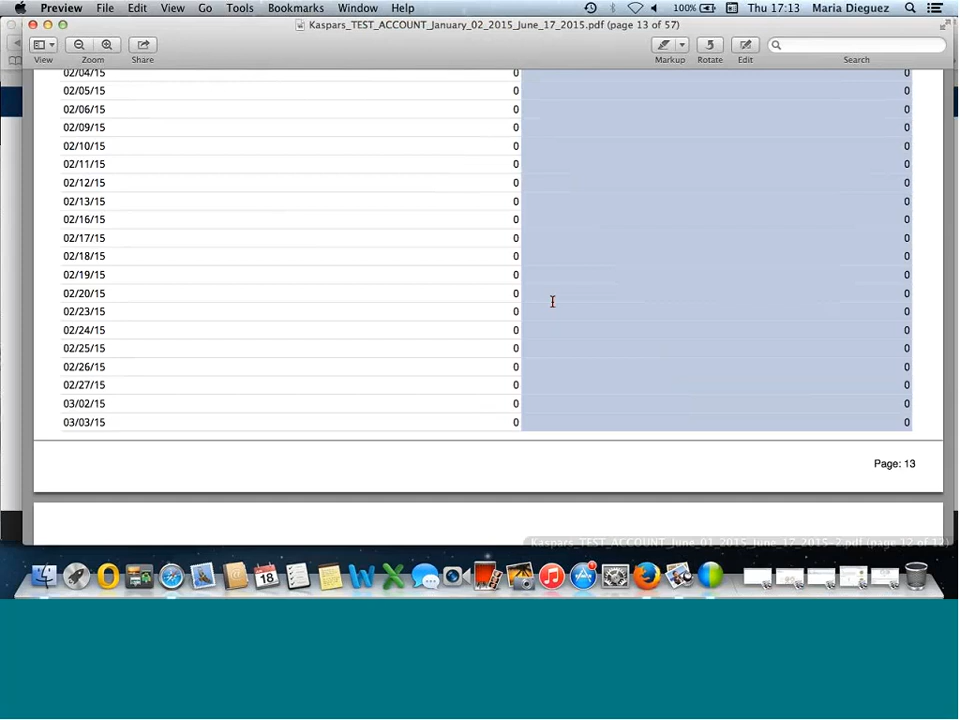 Preview File Edit View Go Tools Bookmarks Window Help 100% Thu 17:13 Maria Dieguez
Kaspars_TEST_ACCOUNT_January_02_2015_June_17_2015.pdf (page 13 of 57)
View Zoom Share Markup Rotate Edit Search
02/04/15 0 0
02/05/15 0 0
02/06/15 0 0
02/09/15 0 0
02/10/15 0 0
02/11/15 0 0
02/12/15 0 0
02/13/15 0 0
02/16/15 0 0
02/17/15 0 0
02/18/15 0 0
02/19/15 0 0
02/20/15 0 0
02/23/15 0 0
02/24/15 0 0
02/25/15 0 0
02/26/15 0 0
02/27/15 0 0
03/02/15 0 0
03/03/15 0 0
Page: 13
Kaspars_TEST_ACCOUNT_June_01_2015_June_17_2015_2.pdf (page 12 of 12)
18